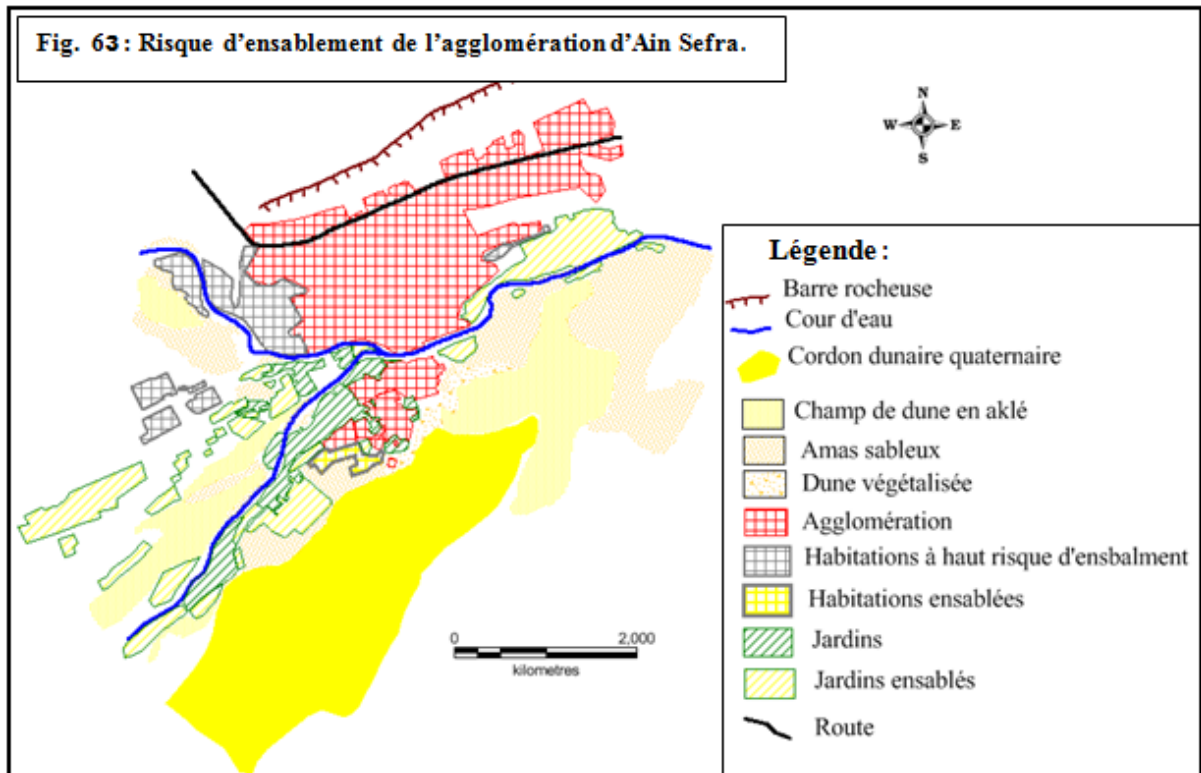 Fig. 63: Risque d'ensablement de l'agglomération d'Ain Sefra.
N
W E
S
Légende :
Barre rocheuse
Cour d'eau
Cordon dunaire quaternaire
Champ de dune en aklé
Amas sableux
Dune végétalisée
Agglomération
Habitations à haut risque d'ensbalment
Habitations ensablées
Jardins
Jardins ensablés
Route
0 2,000
kilometres